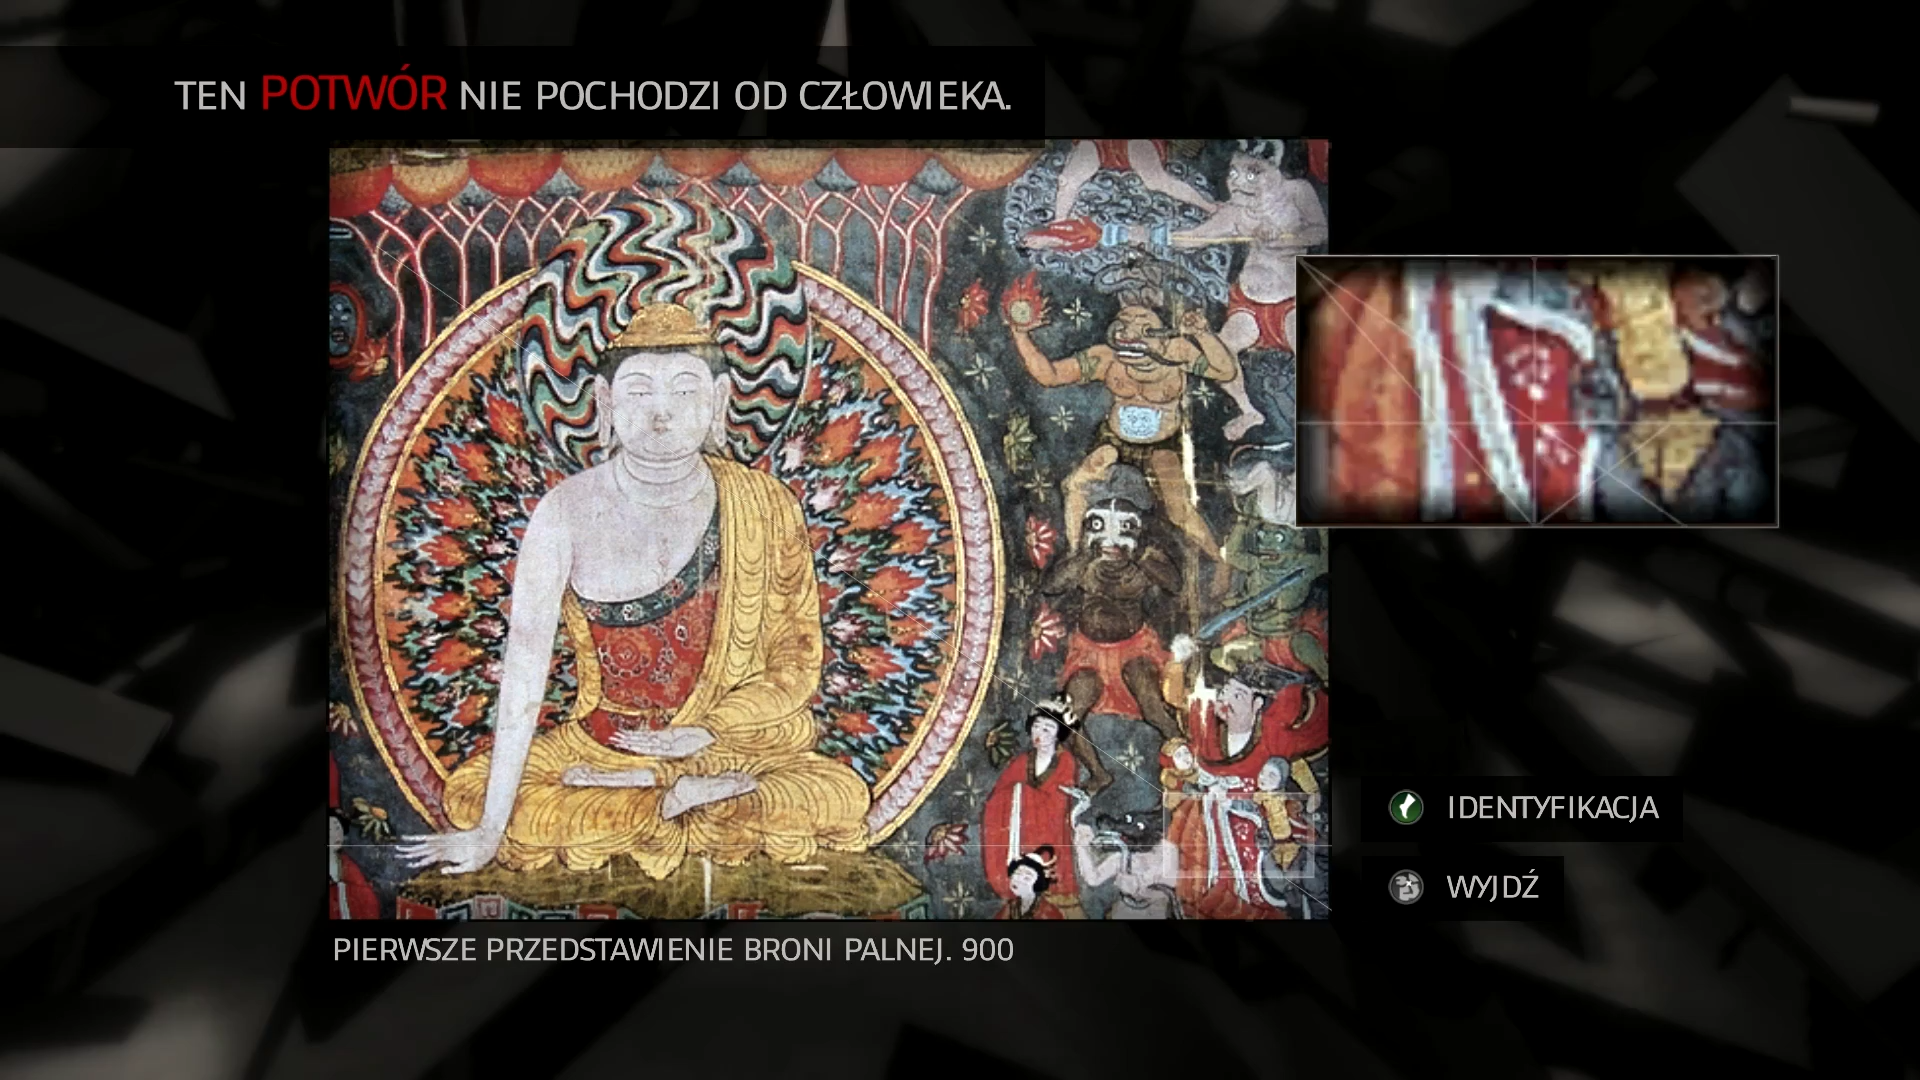 TEN POTWÓR NIE POCHODZI OD CZŁOWIEKA.
IDENTYFIKACJA
WYJDŹ
PIERWSZE PRZEDSTAWIENIE BRONI PALNEJ. 900